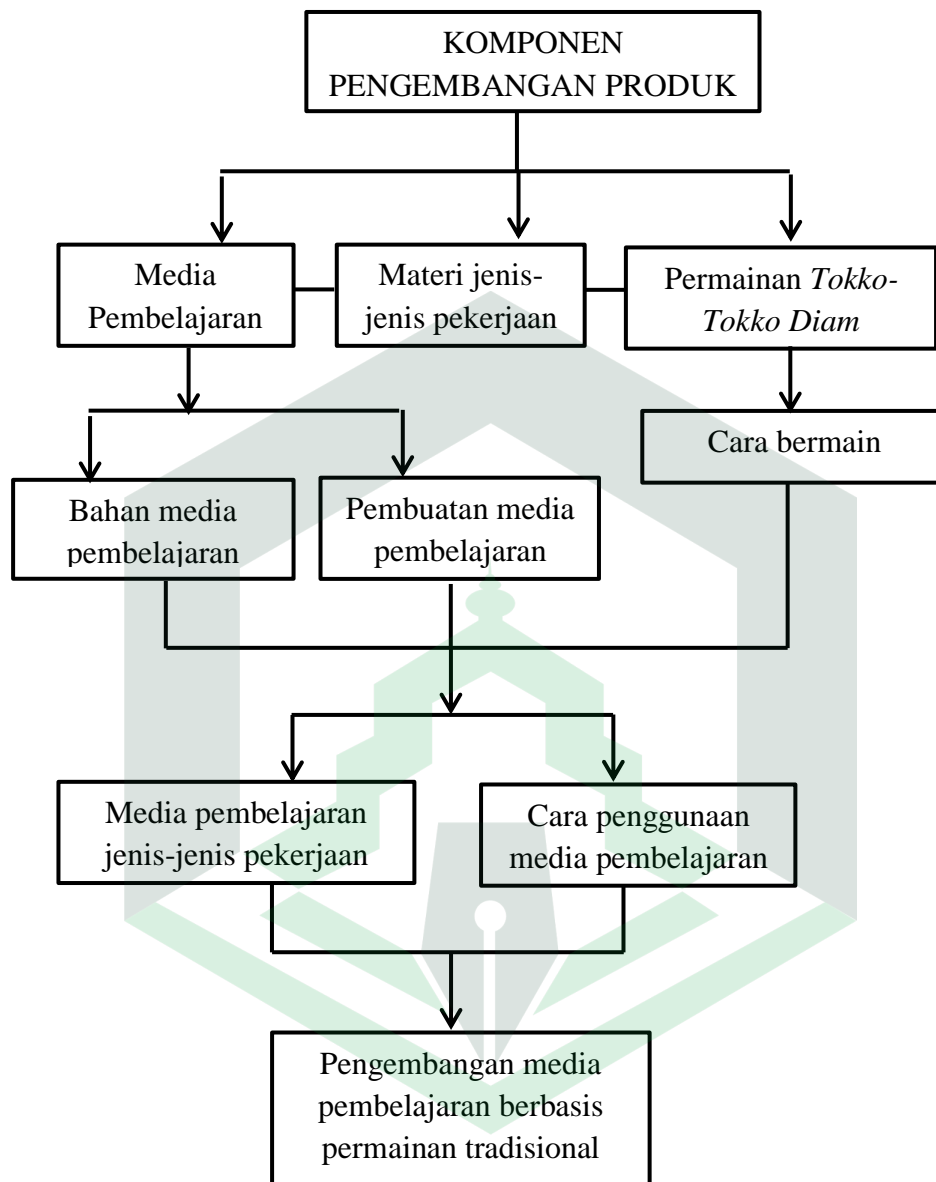 KOMPONEN
PENGEMBANGAN PRODUK
Media
Pembelajaran
Materi jenis-
jenis pekerjaan
Permainan Tokko-
Tokko Diam
Cara bermain
Bahan media
pembelajaran
Pembuatan media
pembelajaran
Media pembelajaran
jenis-jenis pekerjaan
Cara penggunaan
media pembelajaran
Pengembangan media
pembelajaran berbasis
permainan tradisional